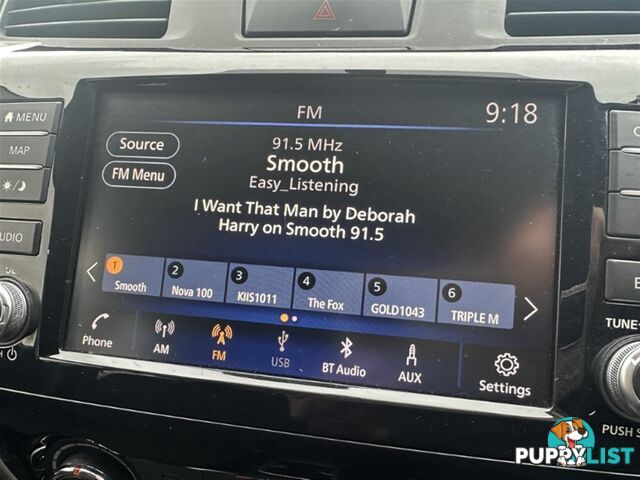 FM
9:18
MENU
MAP
AUDIO
Source
FM Menu
91.5 MHz
Smooth
Easy_Listening
I Want That Man by Deborah
Harry on Smooth 91.5
1
Smooth
2
Nova 100
3
KIIS1011
4
The Fox
5
GOLD1043
6
TRIPLE M
Phone
AM
FM
USB
BT Audio
AUX
Settings
TUNE
PUSH S
PUPPYLIST